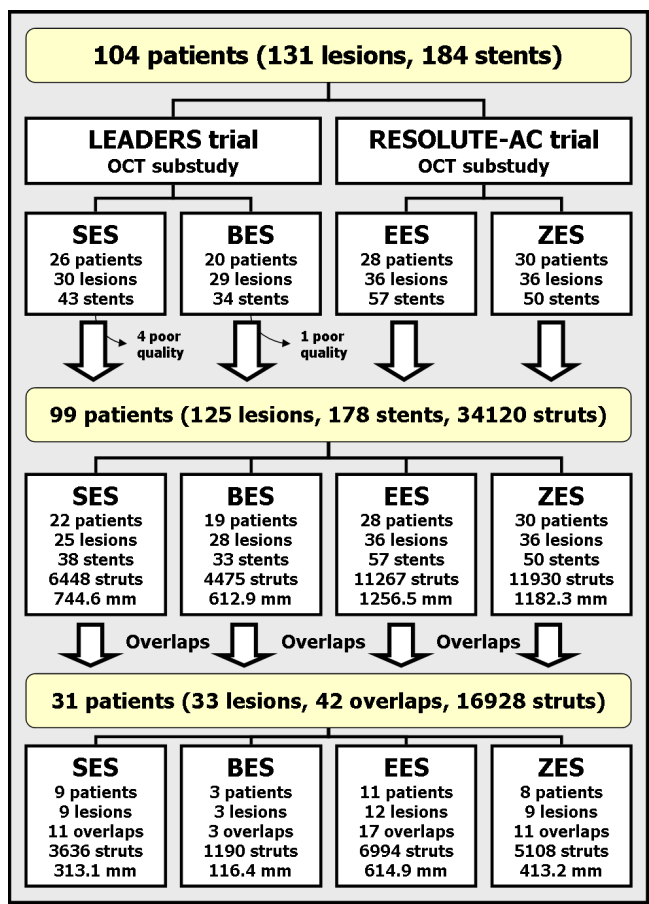 104 patients (131 lesions, 184 stents)
LEADERS trial
OCT substudy
RESOLUTE-AC trial
OCT substudy
SES
26 patients
30 lesions
43 stents
BES
20 patients
29 lesions
34 stents
EES
28 patients
36 lesions
57 stents
ZES
30 patients
36 lesions
50 stents
4 poor
quality
1 poor
quality
99 patients (125 lesions, 178 stents, 34120 struts)
SES
22 patients
25 lesions
38 stents
6448 struts
744.6 mm
BES
19 patients
28 lesions
33 stents
4475 struts
612.9 mm
EES
28 patients
36 lesions
57 stents
11267 struts
1256.5 mm
ZES
30 patients
36 lesions
50 stents
11930 struts
1182.3 mm
Overlaps
Overlaps
Overlaps
31 patients (33 lesions, 42 overlaps, 16928 struts)
SES
9 patients
9 lesions
11 overlaps
3636 struts
313.1 mm
BES
3 patients
3 lesions
3 overlaps
1190 struts
116.4 mm
EES
11 patients
12 lesions
17 overlaps
6994 struts
614.9 mm
ZES
8 patients
9 lesions
11 overlaps
5108 struts
413.2 mm